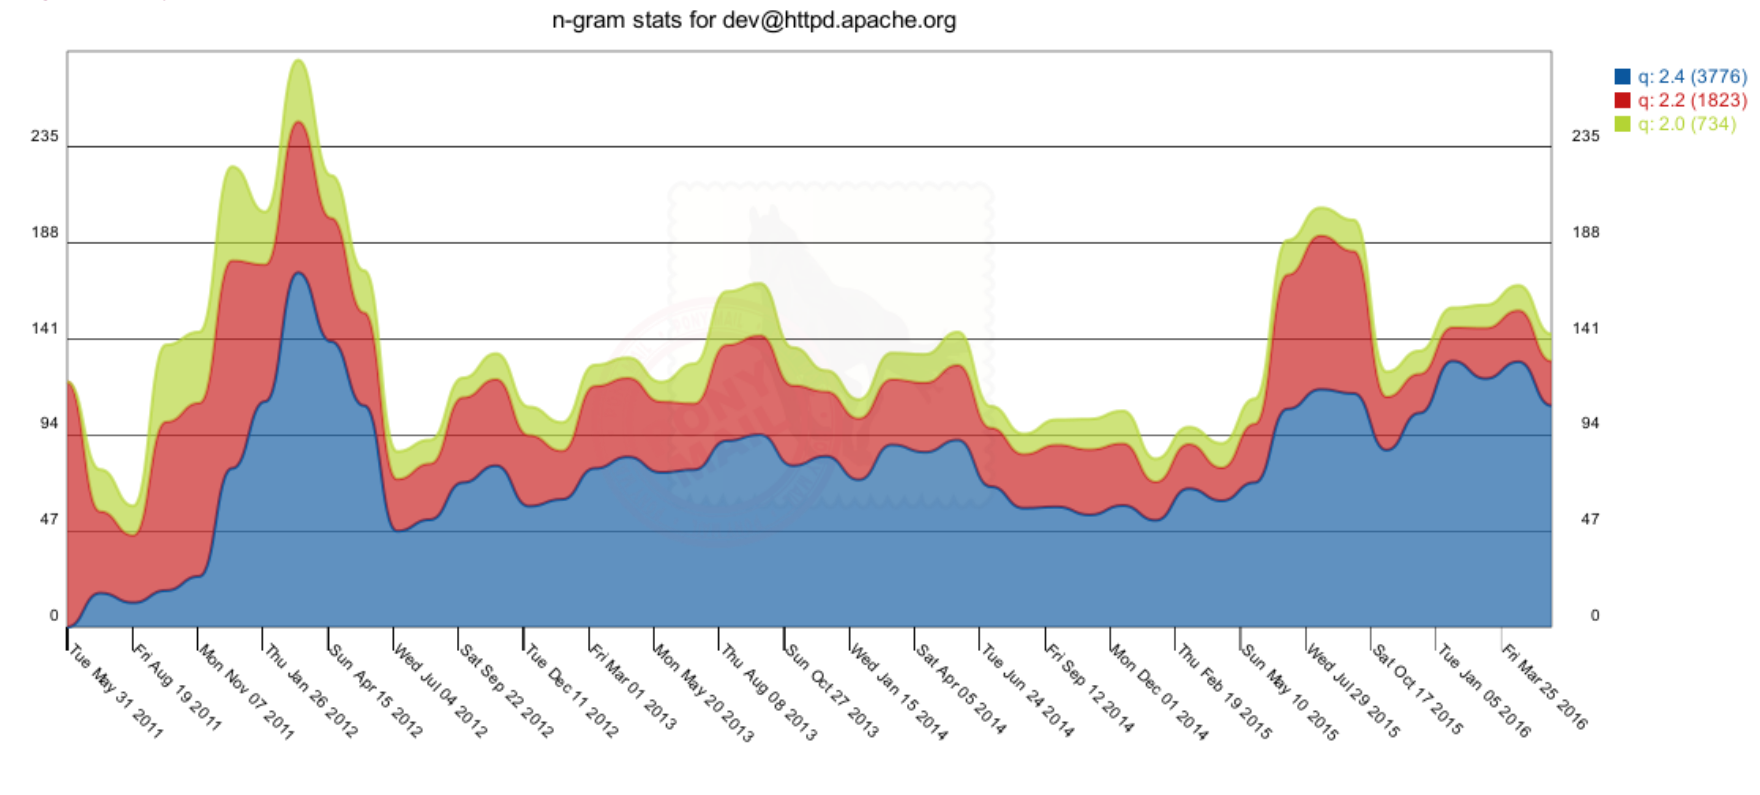 n-gram stats for dev@httpd.apache.org
q: 2.4 (3776)
q: 2.2 (1823)
q: 2.0 (734)
235
188
141
94
47
0
235
188
141
94
47
0
Tue May 31 2011
Fri Aug 19 2011
Mon Nov 07 2011
Thu Jan 26 2012
Sun Apr 15 2012
Wed Jul 04 2012
Sat Sep 22 2012
Tue Dec 11 2012
Fri Mar 01 2013
Mon May 20 2013
Thu Aug 08 2013
Sun Oct 27 2013
Wed Jan 15 2014
Sat Apr 05 2014
Tue Jun 24 2014
Fri Sep 12 2014
Mon Dec 01 2014
Thu Feb 19 2015
Sun May 10 2015
Wed Jul 29 2015
Sat Oct 17 2015
Tue Jan 05 2016
Fri Mar 25 2016